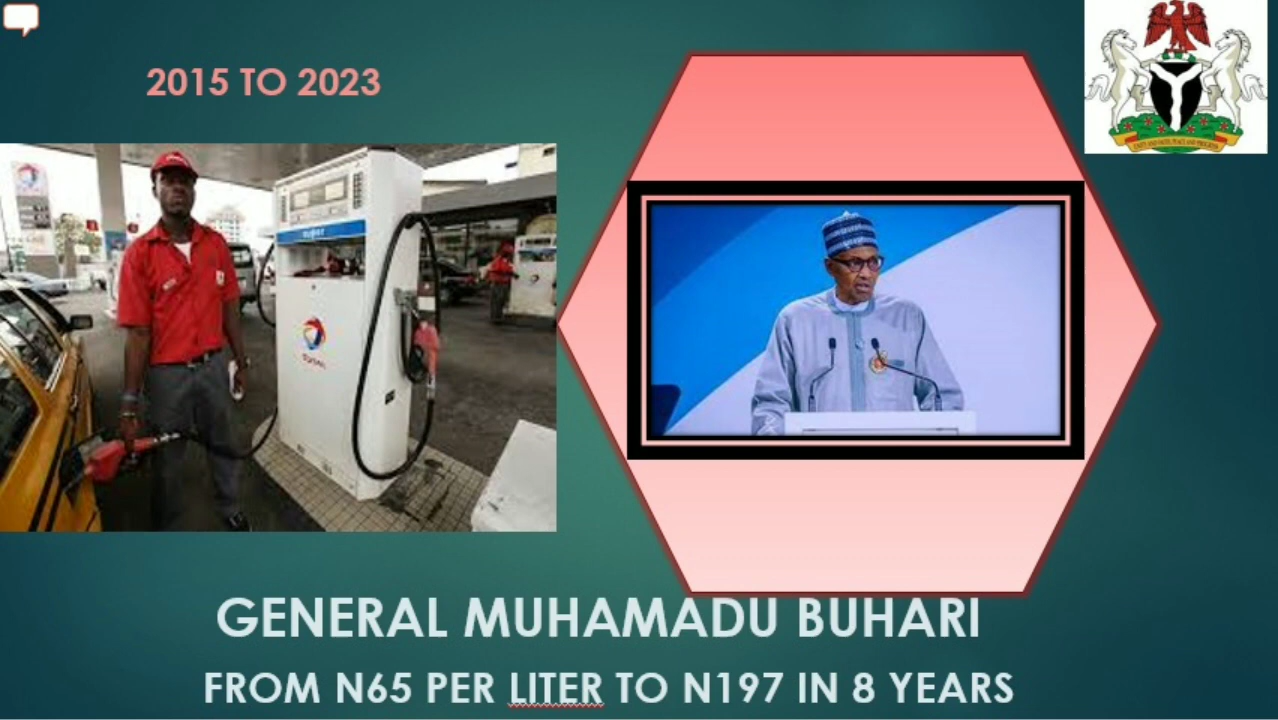 2015 TO 2023
GENERAL MUHAMADU BUHARI
FROM N65 PER LITER TO N197 IN 8 YEARS